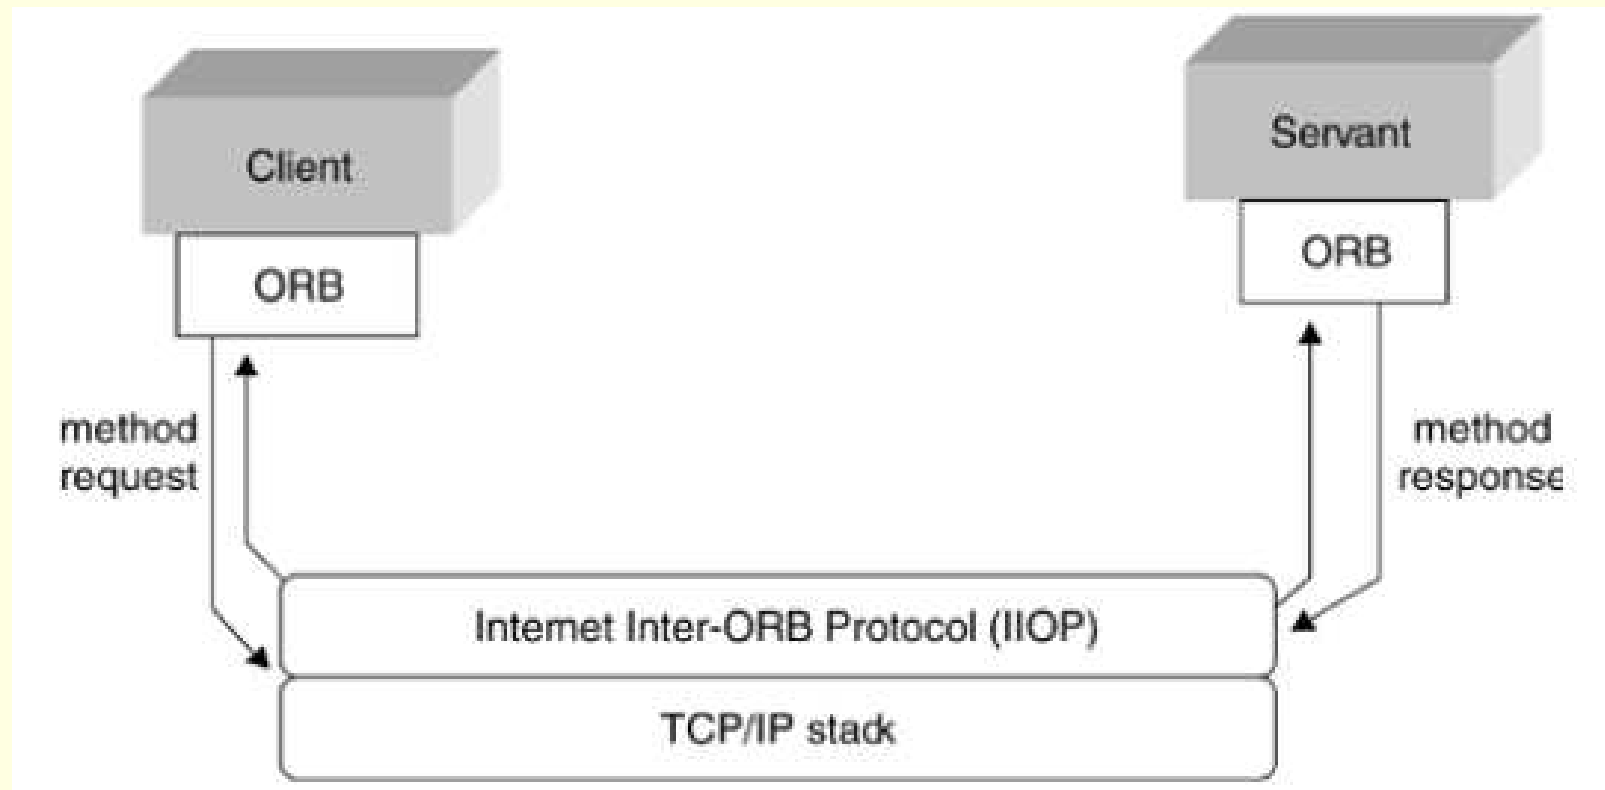 Client
Servant
ORB
ORB
method
request
method
response
Internet Inter-ORB Protocol (IIOP)
TCP/IP stack